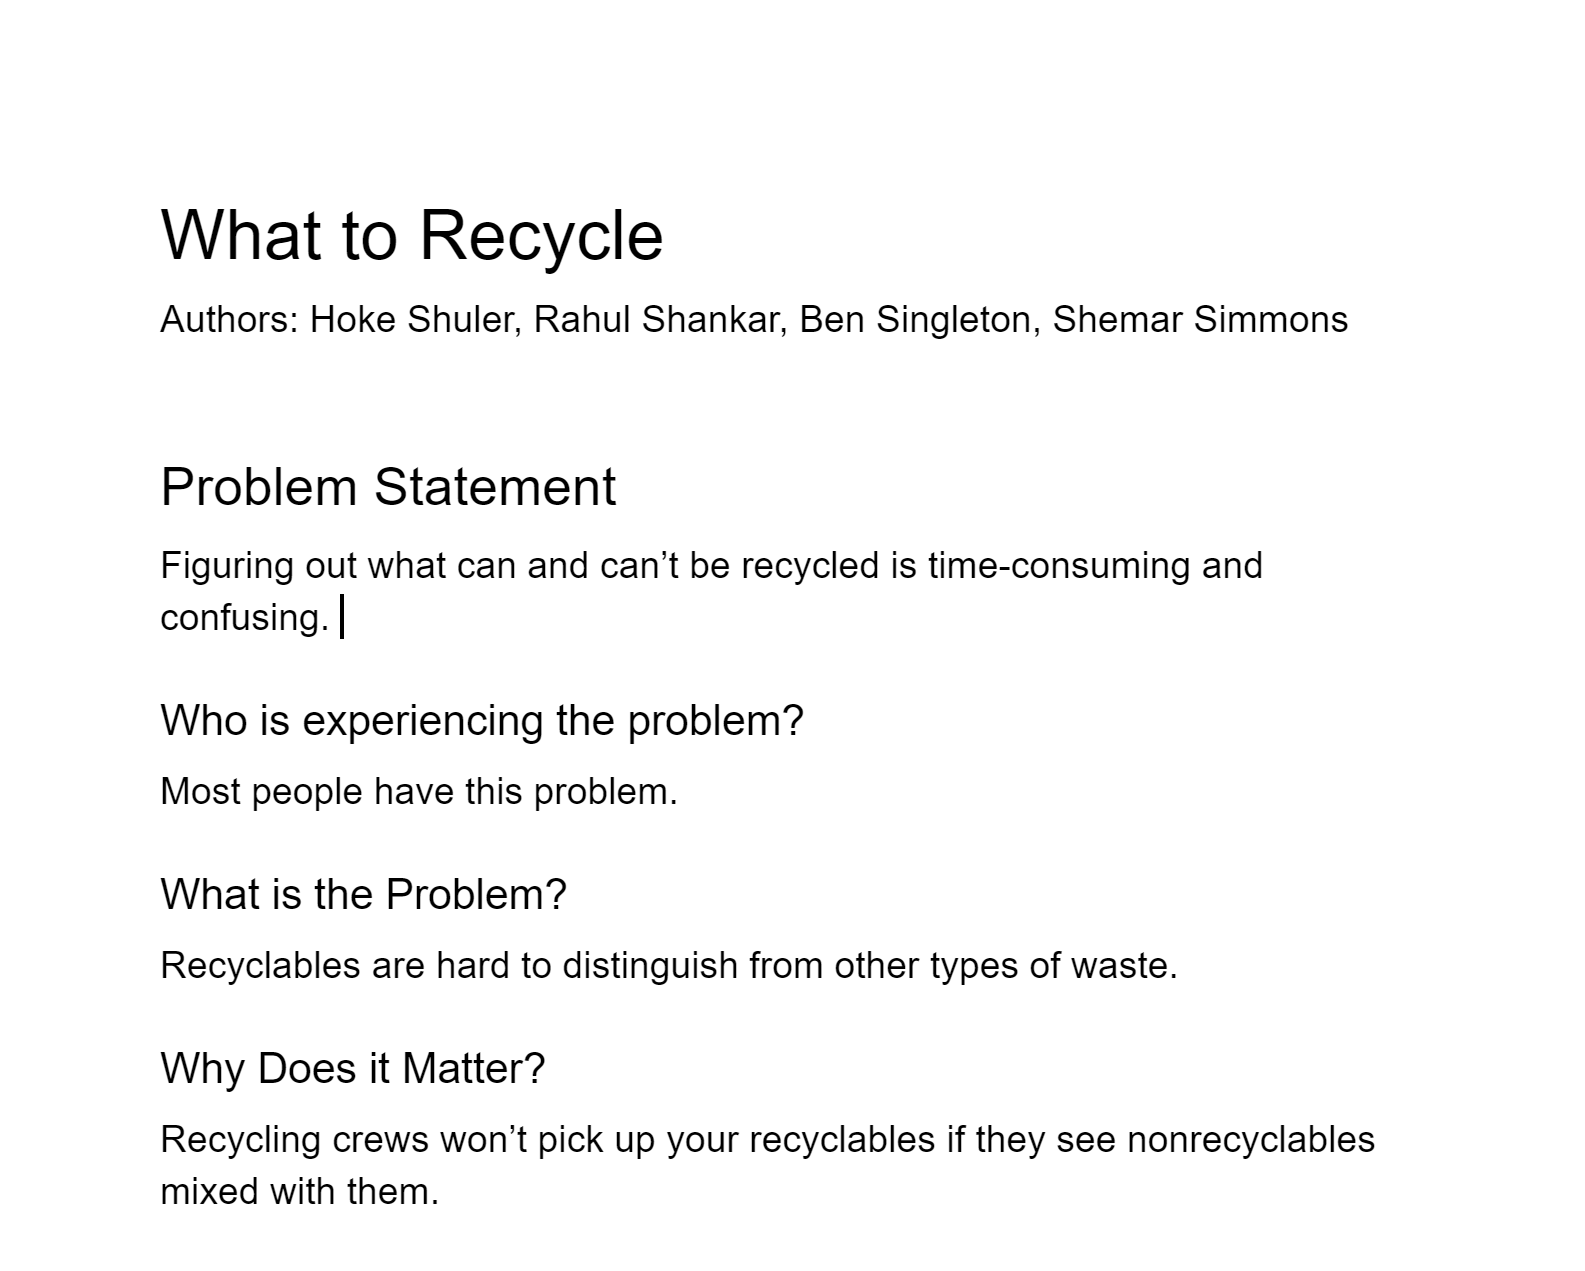 What to Recycle
Authors: Hoke Shuler, Rahul Shankar, Ben Singleton, Shemar Simmons
Problem Statement
Figuring out what can and can’t be recycled is time-consuming and
confusing.
Who is experiencing the problem?
Most people have this problem.
What is the Problem?
Recyclables are hard to distinguish from other types of waste.
Why Does it Matter?
Recycling crews won’t pick up your recyclables if they see nonrecyclables
mixed with them.